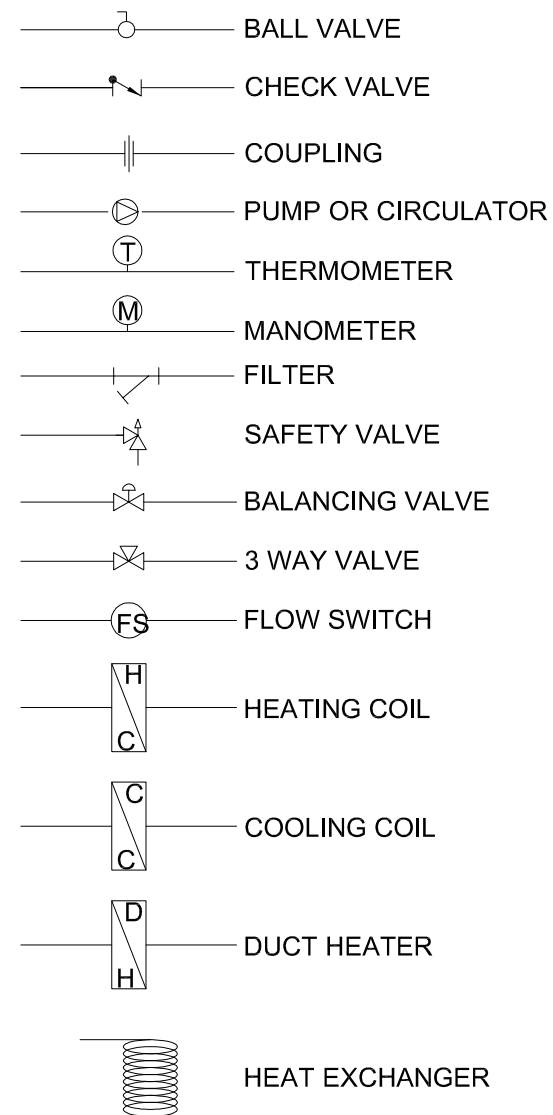 BALL VALVE
CHECK VALVE
COUPLING
PUMP OR CIRCULATOR
T
THERMOMETER
M
MANOMETER
FILTER
SAFETY VALVE
BALANCING VALVE
3 WAY VALVE
FS FLOW SWITCH
H
HEATING COIL
C
C
COOLING COIL
C
D
DUCT HEATER
H
HEAT EXCHANGER